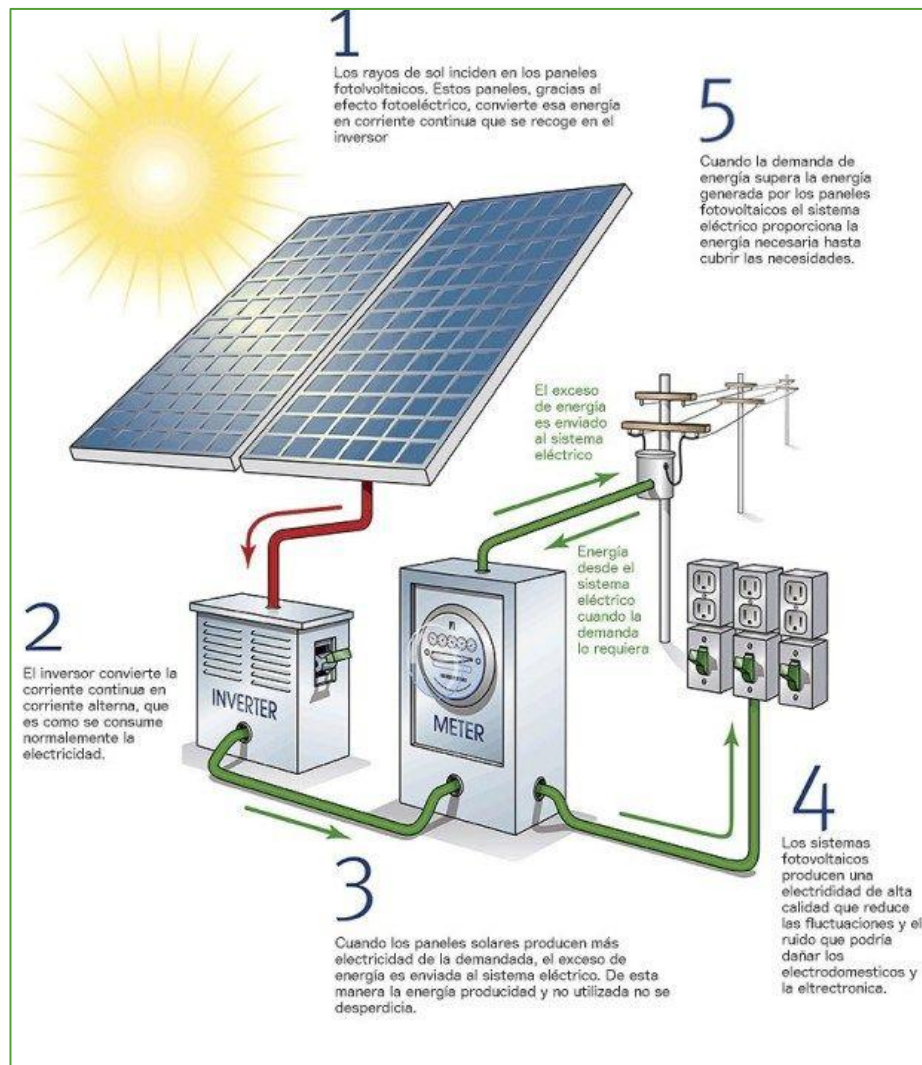 1
Los rayos de sol inciden en los paneles
fotolvoltaicos. Estos paneles, gracias al
efecto fotoeléctrico, convierte esa energía
en corriente continua que se recoge en el
inversor
5
Cuando la demanda de
energía supera la energía
generada por los paneles
fotovoltaicos el sistema
eléctrico proporciona la
energía necesaria hasta
cubrir las necesidades.
El exceso
de energía
es enviado
al sistema
eléctrico
Energía
desde el
sistema
eléctrico
cuando la
demanda
lo requiera
2
El inversor convierte la
corriente continua en
corriente alterna, que
es como se consume
normalemente la
electricidad.
INVERTER
METER
3
Cuando los paneles solares producen más
electricidad de la demandada, el exceso de
energía es enviada al sistema eléctrico. De esta
manera la energía producidad y no utilizada no se
desperdicia.
4
Los sistemas
fotovoltaicos
producen una
electrididad de alta
calidad que reduce
las fluctuaciones y el
ruido que podría
dañar los
electrodomesticos y
la eltrectronica.